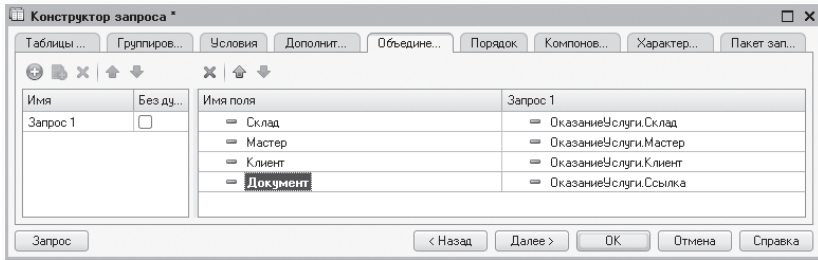 Конструктор запроса *
Таблицы ... Группиров... Условия Дополнит... Объедине... Порядок Компонов... Характер... Пакет зап...
Имя Без ду... Имя поля Запрос 1
Запрос 1 Склад ОказаниеУслуги.Склад
Мастер ОказаниеУслуги.Мастер
Клиент ОказаниеУслуги.Клиент
Документ ОказаниеУслуги.Ссылка
Запрос < Назад Далее > OK Отмена Справка